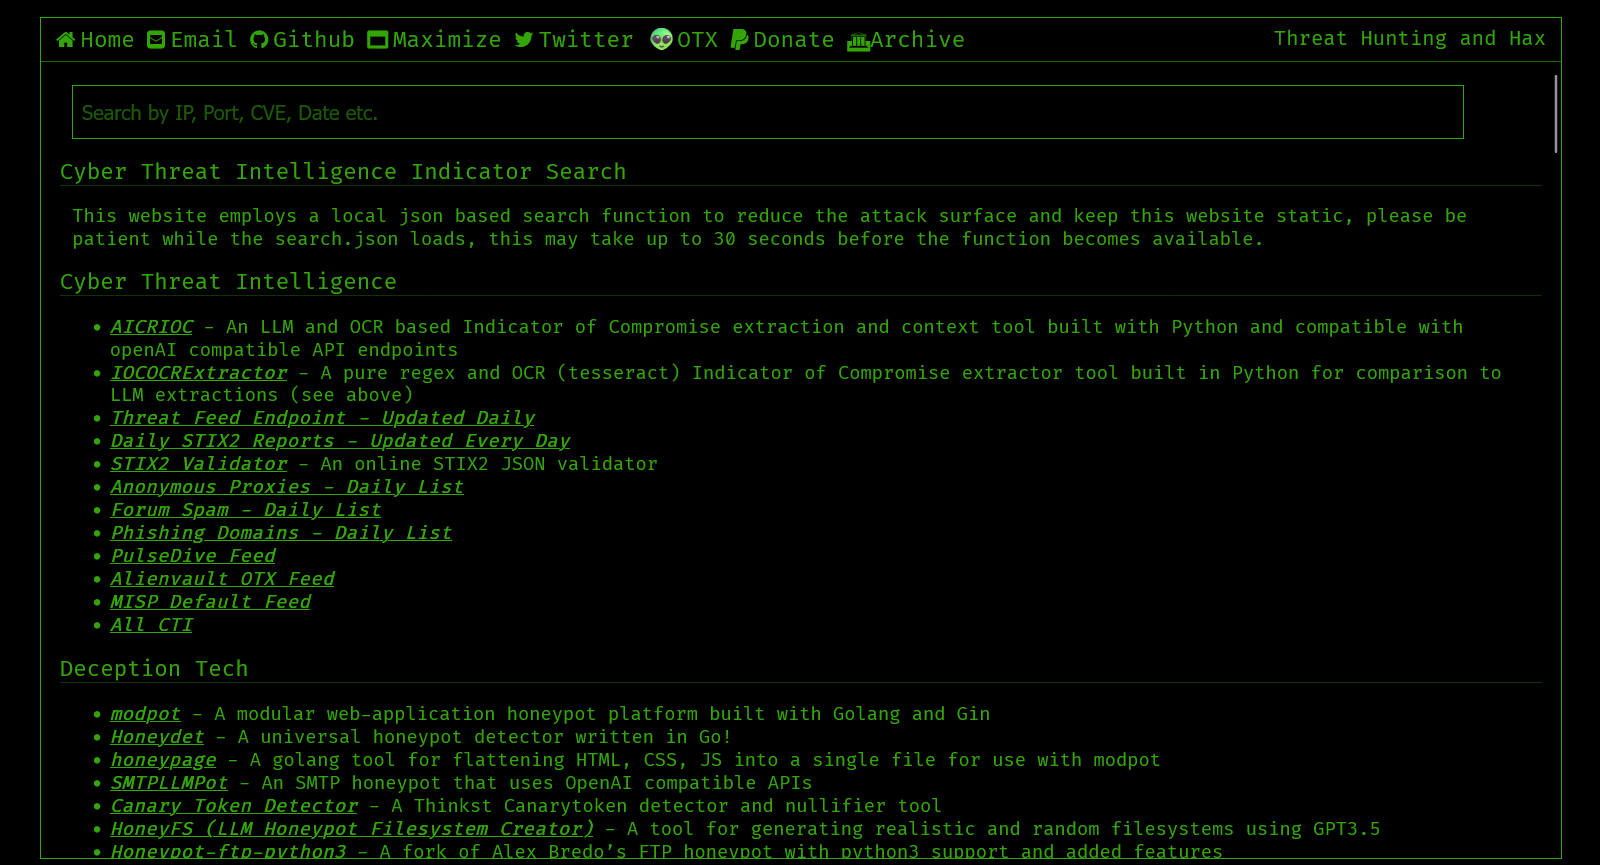 Home Email Github Maximize Twitter OTX Donate Archive Threat Hunting and Hax
Search by IP, Port, CVE, Date etc.
Cyber Threat Intelligence Indicator Search
This website employs a local json based search function to reduce the attack surface and keep this website static, please be
patient while the search.json loads, this may take up to 30 seconds before the function becomes available.
Cyber Threat Intelligence
• AICRIOC - An LLM and OCR based Indicator of Compromise extraction and context tool built with Python and compatible with
openAI compatible API endpoints
• IOCOCRExtractor - A pure regex and OCR (tesseract) Indicator of Compromise extractor tool built in Python for comparison to
LLM extractions (see above)
• Threat Feed Endpoint - Updated Daily
• Daily STIX2 Reports - Updated Every Day
• STIX2 Validator - An online STIX2 JSON validator
• Anonymous Proxies - Daily List
• Forum Spam - Daily List
• Phishing Domains - Daily List
• PulseDive Feed
• Alienvault OTX Feed
• MISP Default Feed
• All CTI
Deception Tech
• modpot - A modular web-application honeypot platform built with Golang and Gin
• Honeydet - A universal honeypot detector written in Go!
• honeypage - A golang tool for flattening HTML, CSS, JS into a single file for use with modpot
• SMTPLLMPot - An SMTP honeypot that uses OpenAI compatible APIs
• Canary Token Detector - A Thinkst Canarytoken detector and nullifier tool
• HoneyFS (LLM Honeypot Filesystem Creator) - A tool for generating realistic and random filesystems using GPT3.5
• Honeypot-ftp-python3 - A fork of Alex Bredo's FTP honeypot with python3 support and added features